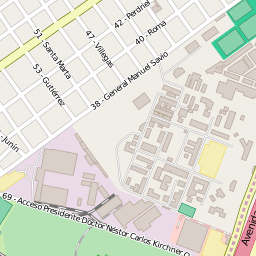 42 - Perdriel
40 - Roma
51 - Santa Marta
47 - Villegas
53 - Gutiérrez
38 - General Manuel Savio
- Junín
69 - Acceso Presidente Doctor Néstor Carlos Kirchner O
Avenida